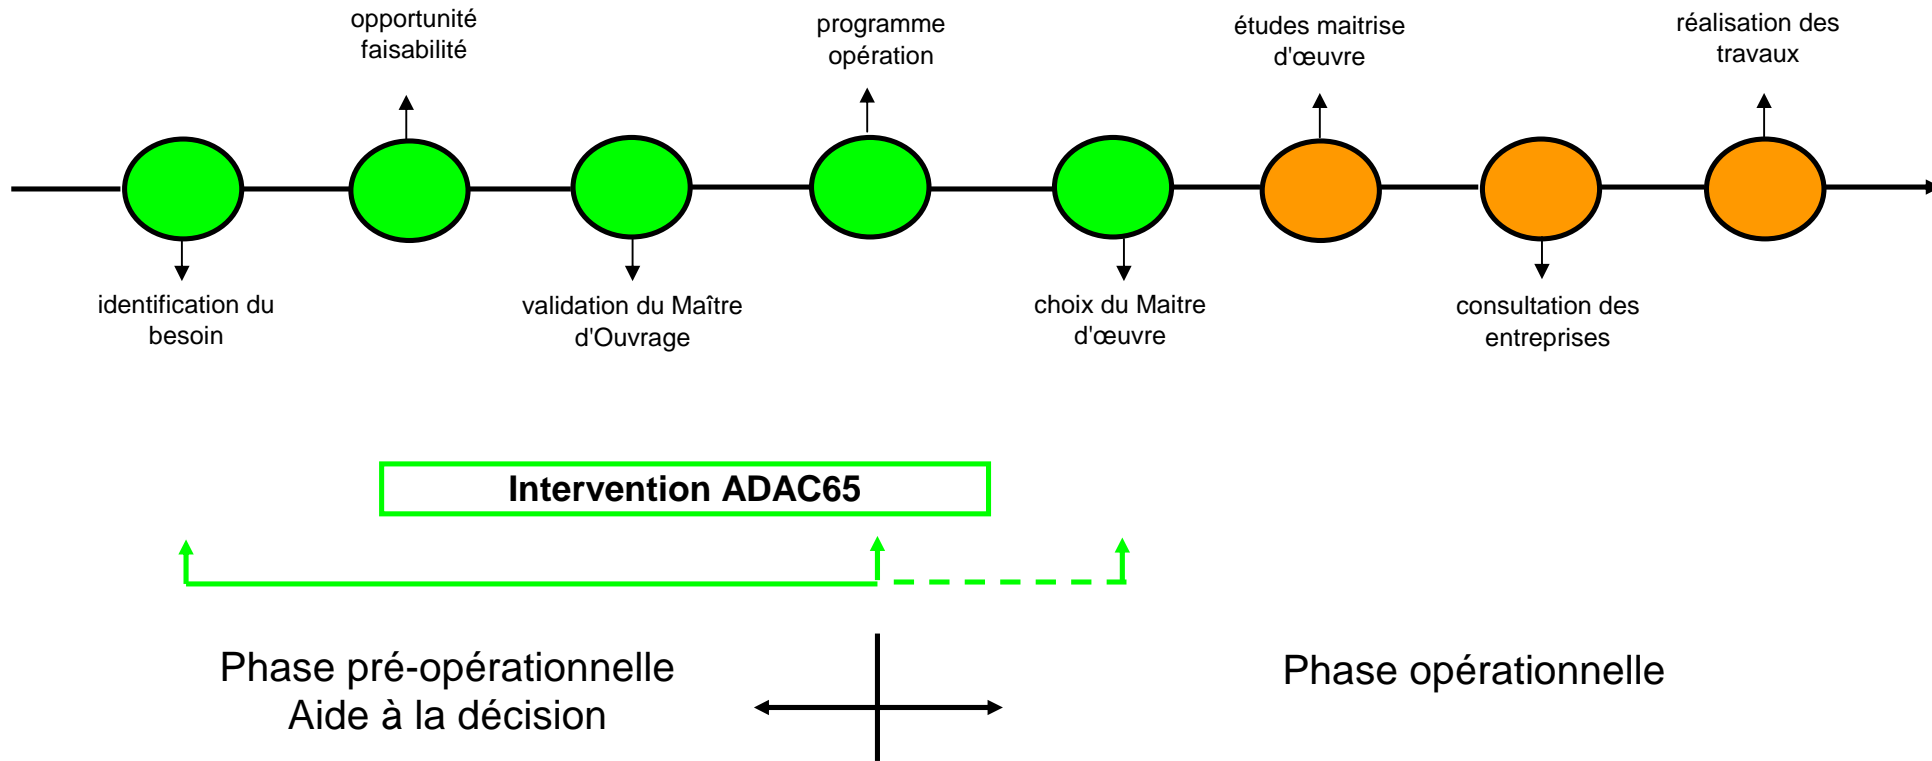 opportunité
faisabilité
programme
opération
études maitrise
d'œuvre
réalisation des
travaux
identification du
besoin
validation du Maître
d'Ouvrage
choix du Maitre
d'œuvre
consultation des
entreprises
Intervention ADAC65
Phase pré-opérationnelle
Aide à la décision
Phase opérationnelle